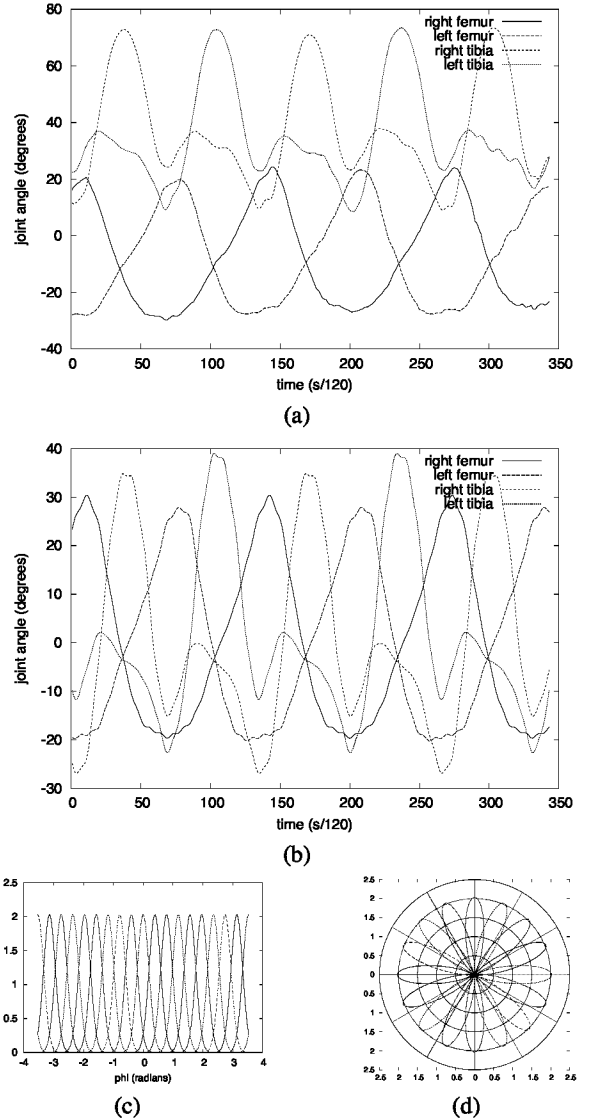 80
60
40
20
0
-20
-40
joint angle (degrees)
right femur
left femur
right tibia
left tibia
0 50 100 150 200 250 300 350
time (s/120)
(a)
40
30
20
10
0
-10
-20
-30
joint angle (degrees)
right femur
left femur
right tibia
left tibia
0 50 100 150 200 250 300 350
time (s/120)
(b)
2.5
2
1.5
1
0.5
0
-4 -3 -2 -1 0 1 2 3 4
phi (radians)
(c)
2.5
2
1.5
1
0.5
0
0.5
1
1.5
2
2.5
2.5 2 1.5 1 0.5 0 0.5 1 1.5 2 2.5
(d)